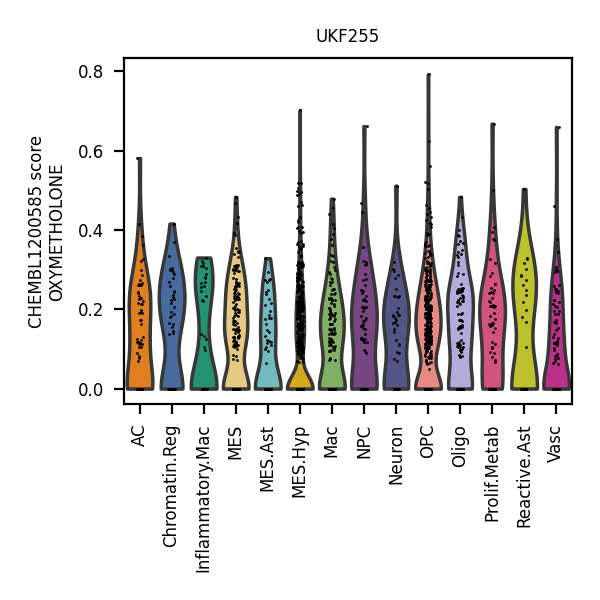 UKF255
CHEMBL1200585 score
OXYMETHOLONE
0.8
0.6
0.4
0.2
0.0
AC
Chromatin.Reg
Inflammatory.Mac
MES
MES.Ast
MES.Hyp
Mac
NPC
Neuron
OPC
Oligo
Prolif.Metab
Reactive.Ast
Vasc